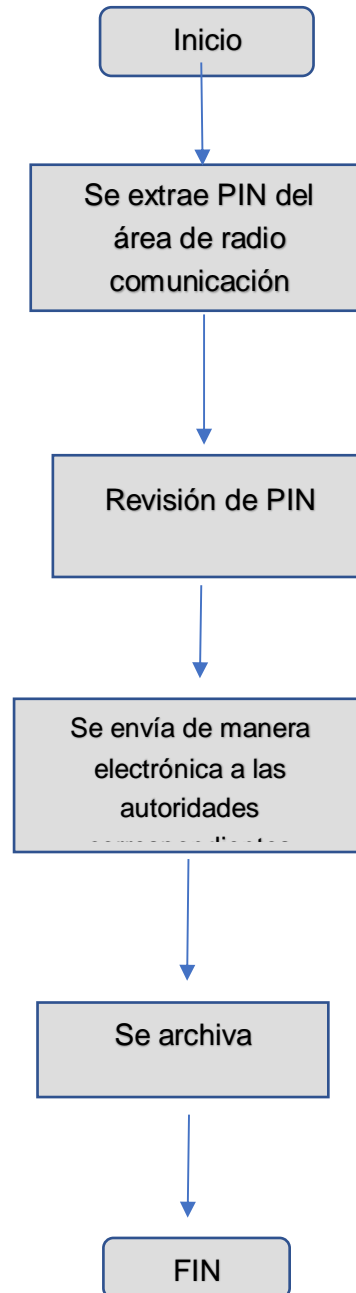 Inicio
Se extrae PIN del
área de radio
comunicación
Revisión de PIN
Se envía de manera
electrónica a las
autoridades
Se archiva
FIN